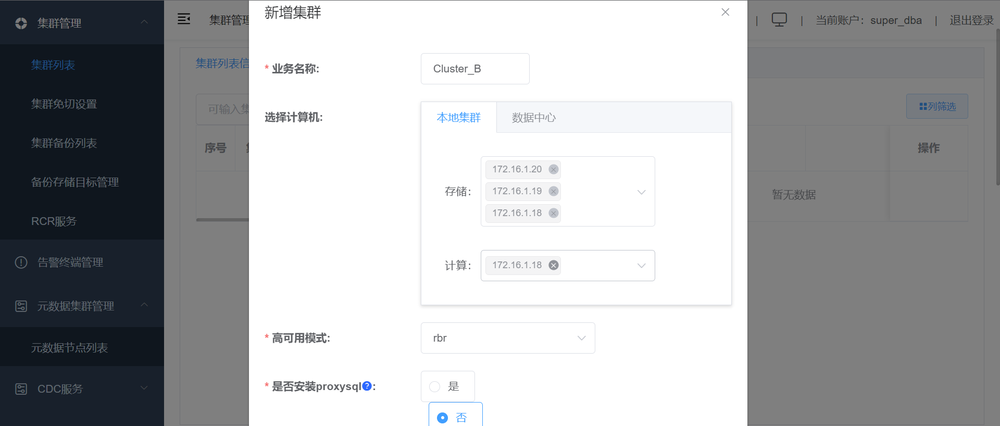 集群管理
集群列表
集群免切设置
集群备份列表
备份存储目标管理
RCR服务
告警终端管理
元数据集群管理
元数据节点列表
CDC服务
集群管理
| | 当前账户：super_dba | 退出登录
集群列表信
可输入集
列筛选
序号
操作
暂无数据
新增集群
* 业务名称:
Cluster_B
选择计算机:
本地集群 数据中心
存储:
172.16.1.20
172.16.1.19
172.16.1.18
计算:
172.16.1.18
* 高可用模式:
rbr
* 是否安装proxysql?:
是
否